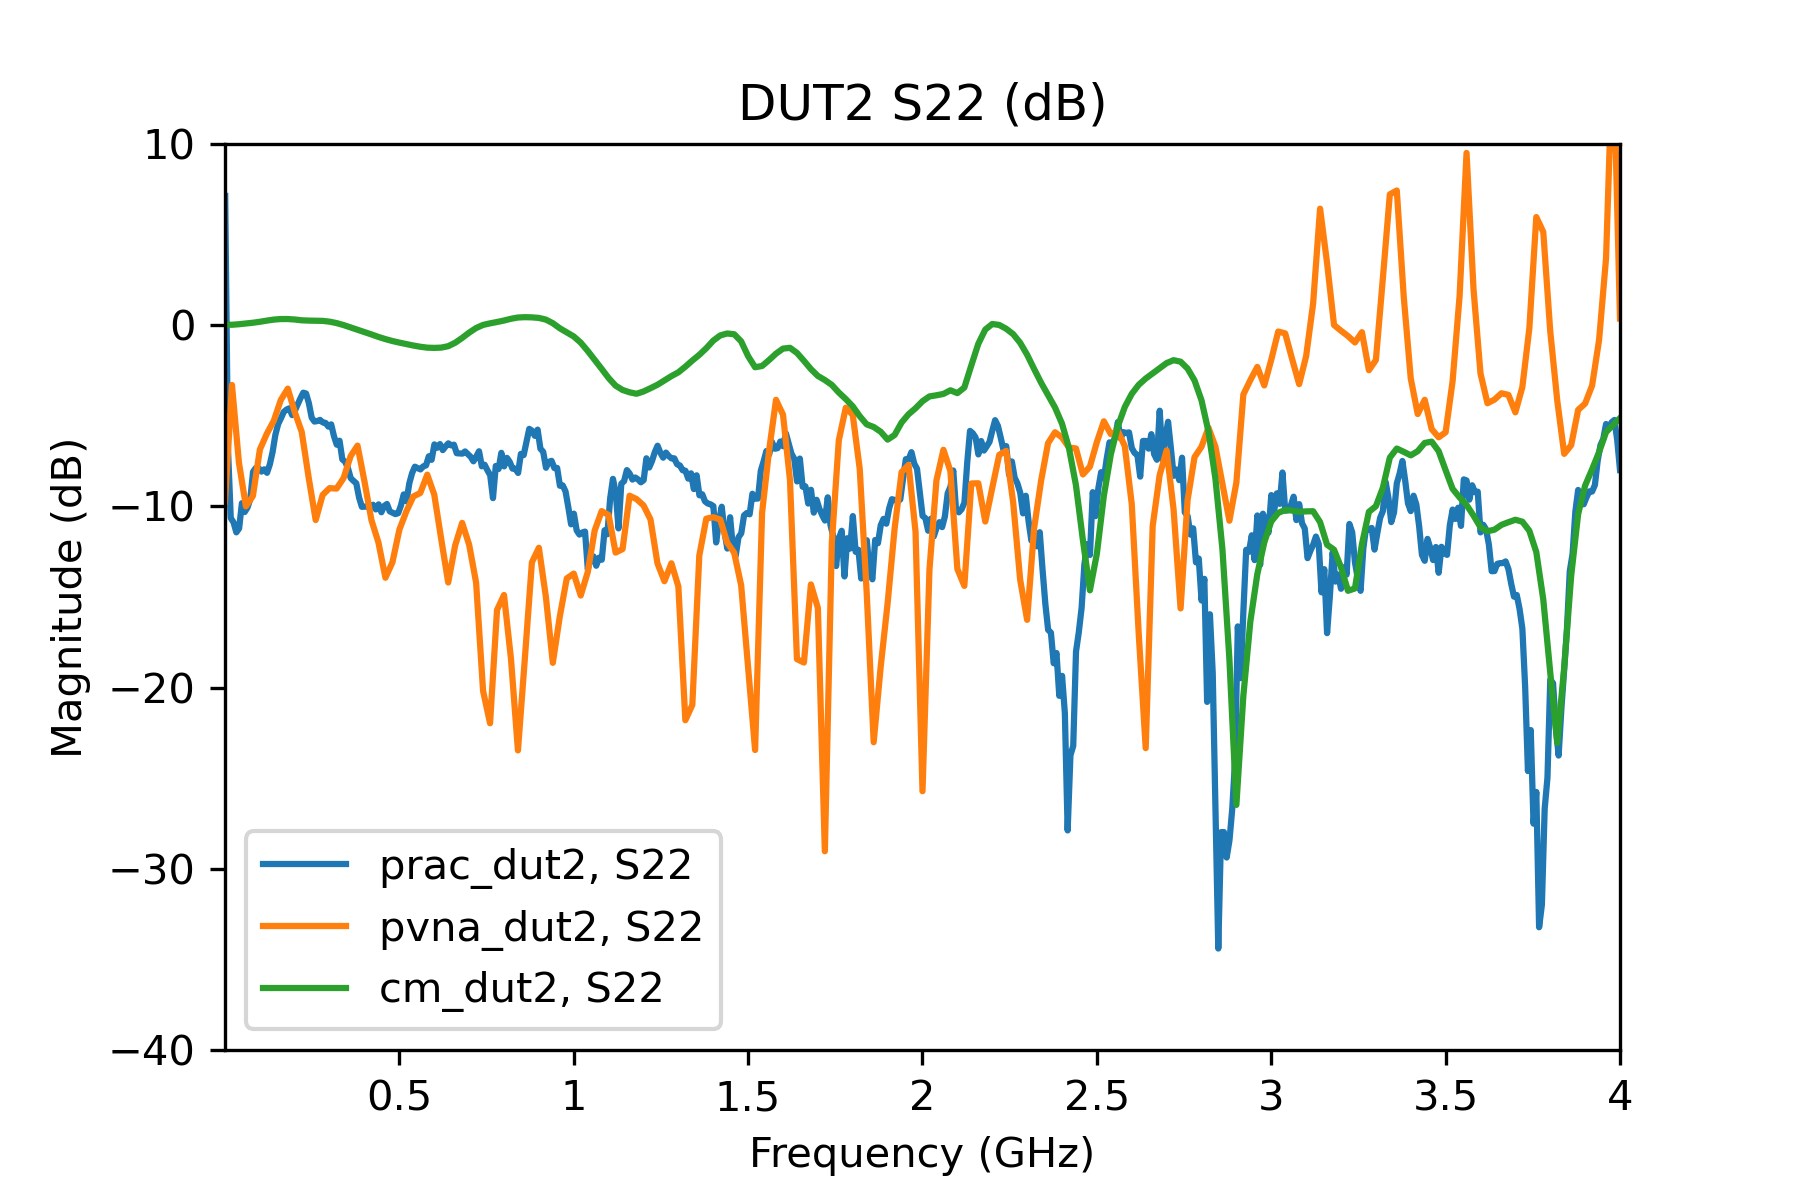 DUT2 S22 (dB)
10
0
−10
−20
−30
−40
Magnitude (dB)
prac_dut2, S22
pvna_dut2, S22
cm_dut2, S22
0.5 1 1.5 2 2.5 3 3.5 4
Frequency (GHz)